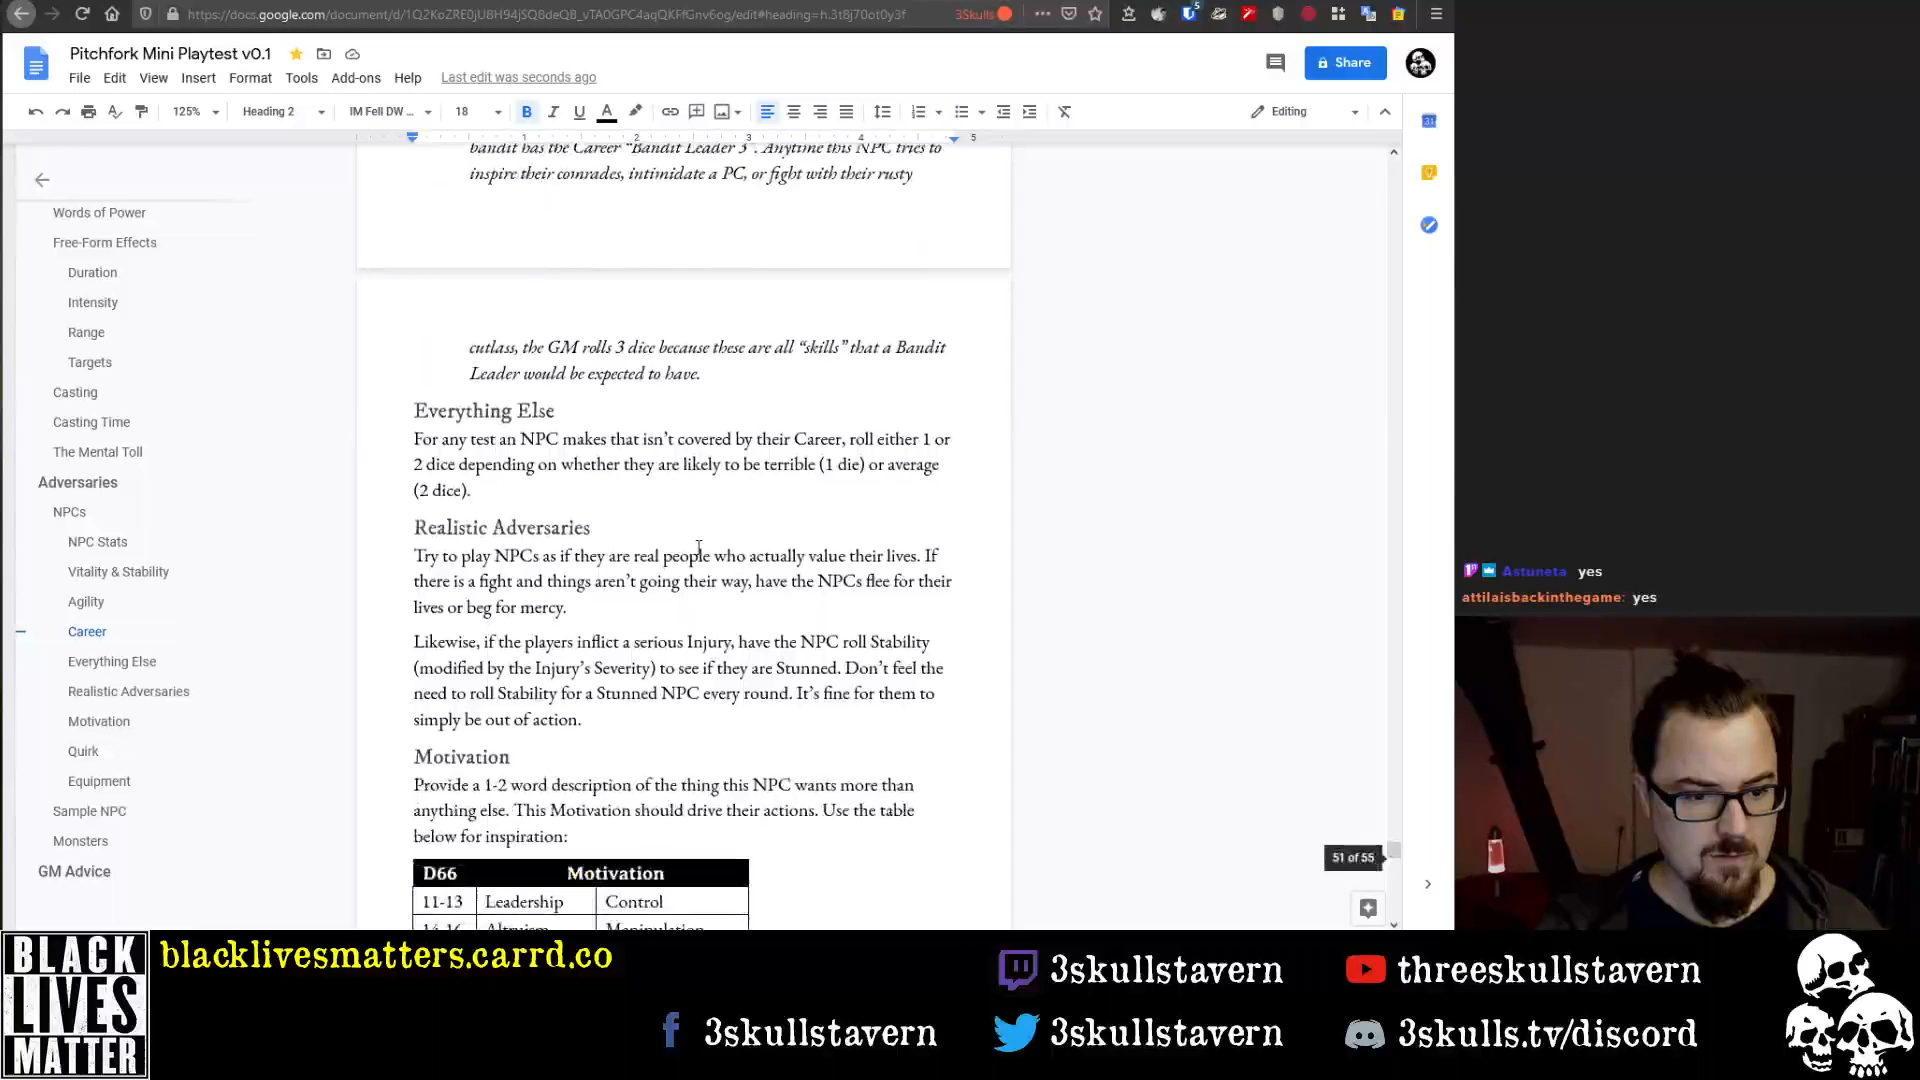 https://docs.google.com/document/d/1Q2KoZRE0jU8H94jSQ8deQ8_vTA0GPC4aqQKFfGnv6og/edit#heading=h.3t8j70ot0y3f
3Skulls
5
Pitchfork Mini Playtest v0.1
Share
File Edit View Insert Format Tools Add-ons Help Last edit was seconds ago
125% Heading 2 IM Fell DW ... 18 B I U A Editing
1 2 3 4 5
31
bandit has the Career “Bandit Leader 3”. Anytime this NPC tries to
inspire their comrades, intimidate a PC, or fight with their rusty
Words of Power
Free-Form Effects
Duration
Intensity
Range
Targets
Casting
Casting Time
The Mental Toll
Adversaries
NPCs
NPC Stats
Vitality & Stability
Agility
Career
Everything Else
Realistic Adversaries
Motivation
Quirk
Equipment
Sample NPC
Monsters
GM Advice
cutlass, the GM rolls 3 dice because these are all “skills” that a Bandit
Leader would be expected to have.
Everything Else
For any test an NPC makes that isn’t covered by their Career, roll either 1 or
2 dice depending on whether they are likely to be terrible (1 die) or average
(2 dice).
Realistic Adversaries
Try to play NPCs as if they are real people who actually value their lives. If
there is a fight and things aren’t going their way, have the NPCs flee for their
lives or beg for mercy.
Likewise, if the players inflict a serious Injury, have the NPC roll Stability
(modified by the Injury’s Severity) to see if they are Stunned. Don’t feel the
need to roll Stability for a Stunned NPC every round. It’s fine for them to
simply be out of action.
Motivation
Provide a 1-2 word description of the thing this NPC wants more than
anything else. This Motivation should drive their actions. Use the table
below for inspiration:
D66 Motivation
11-13 Leadership Control
14-16 Altruism Manipulation
51 of 55
Astuneta yes
attilaisbackinthegame: yes
BLACK
LIVES
MATTER
blacklivesmatters.carrd.co
3skullstavern
threeskullstavern
3skullstavern
3skullstavern
3skulls.tv/discord